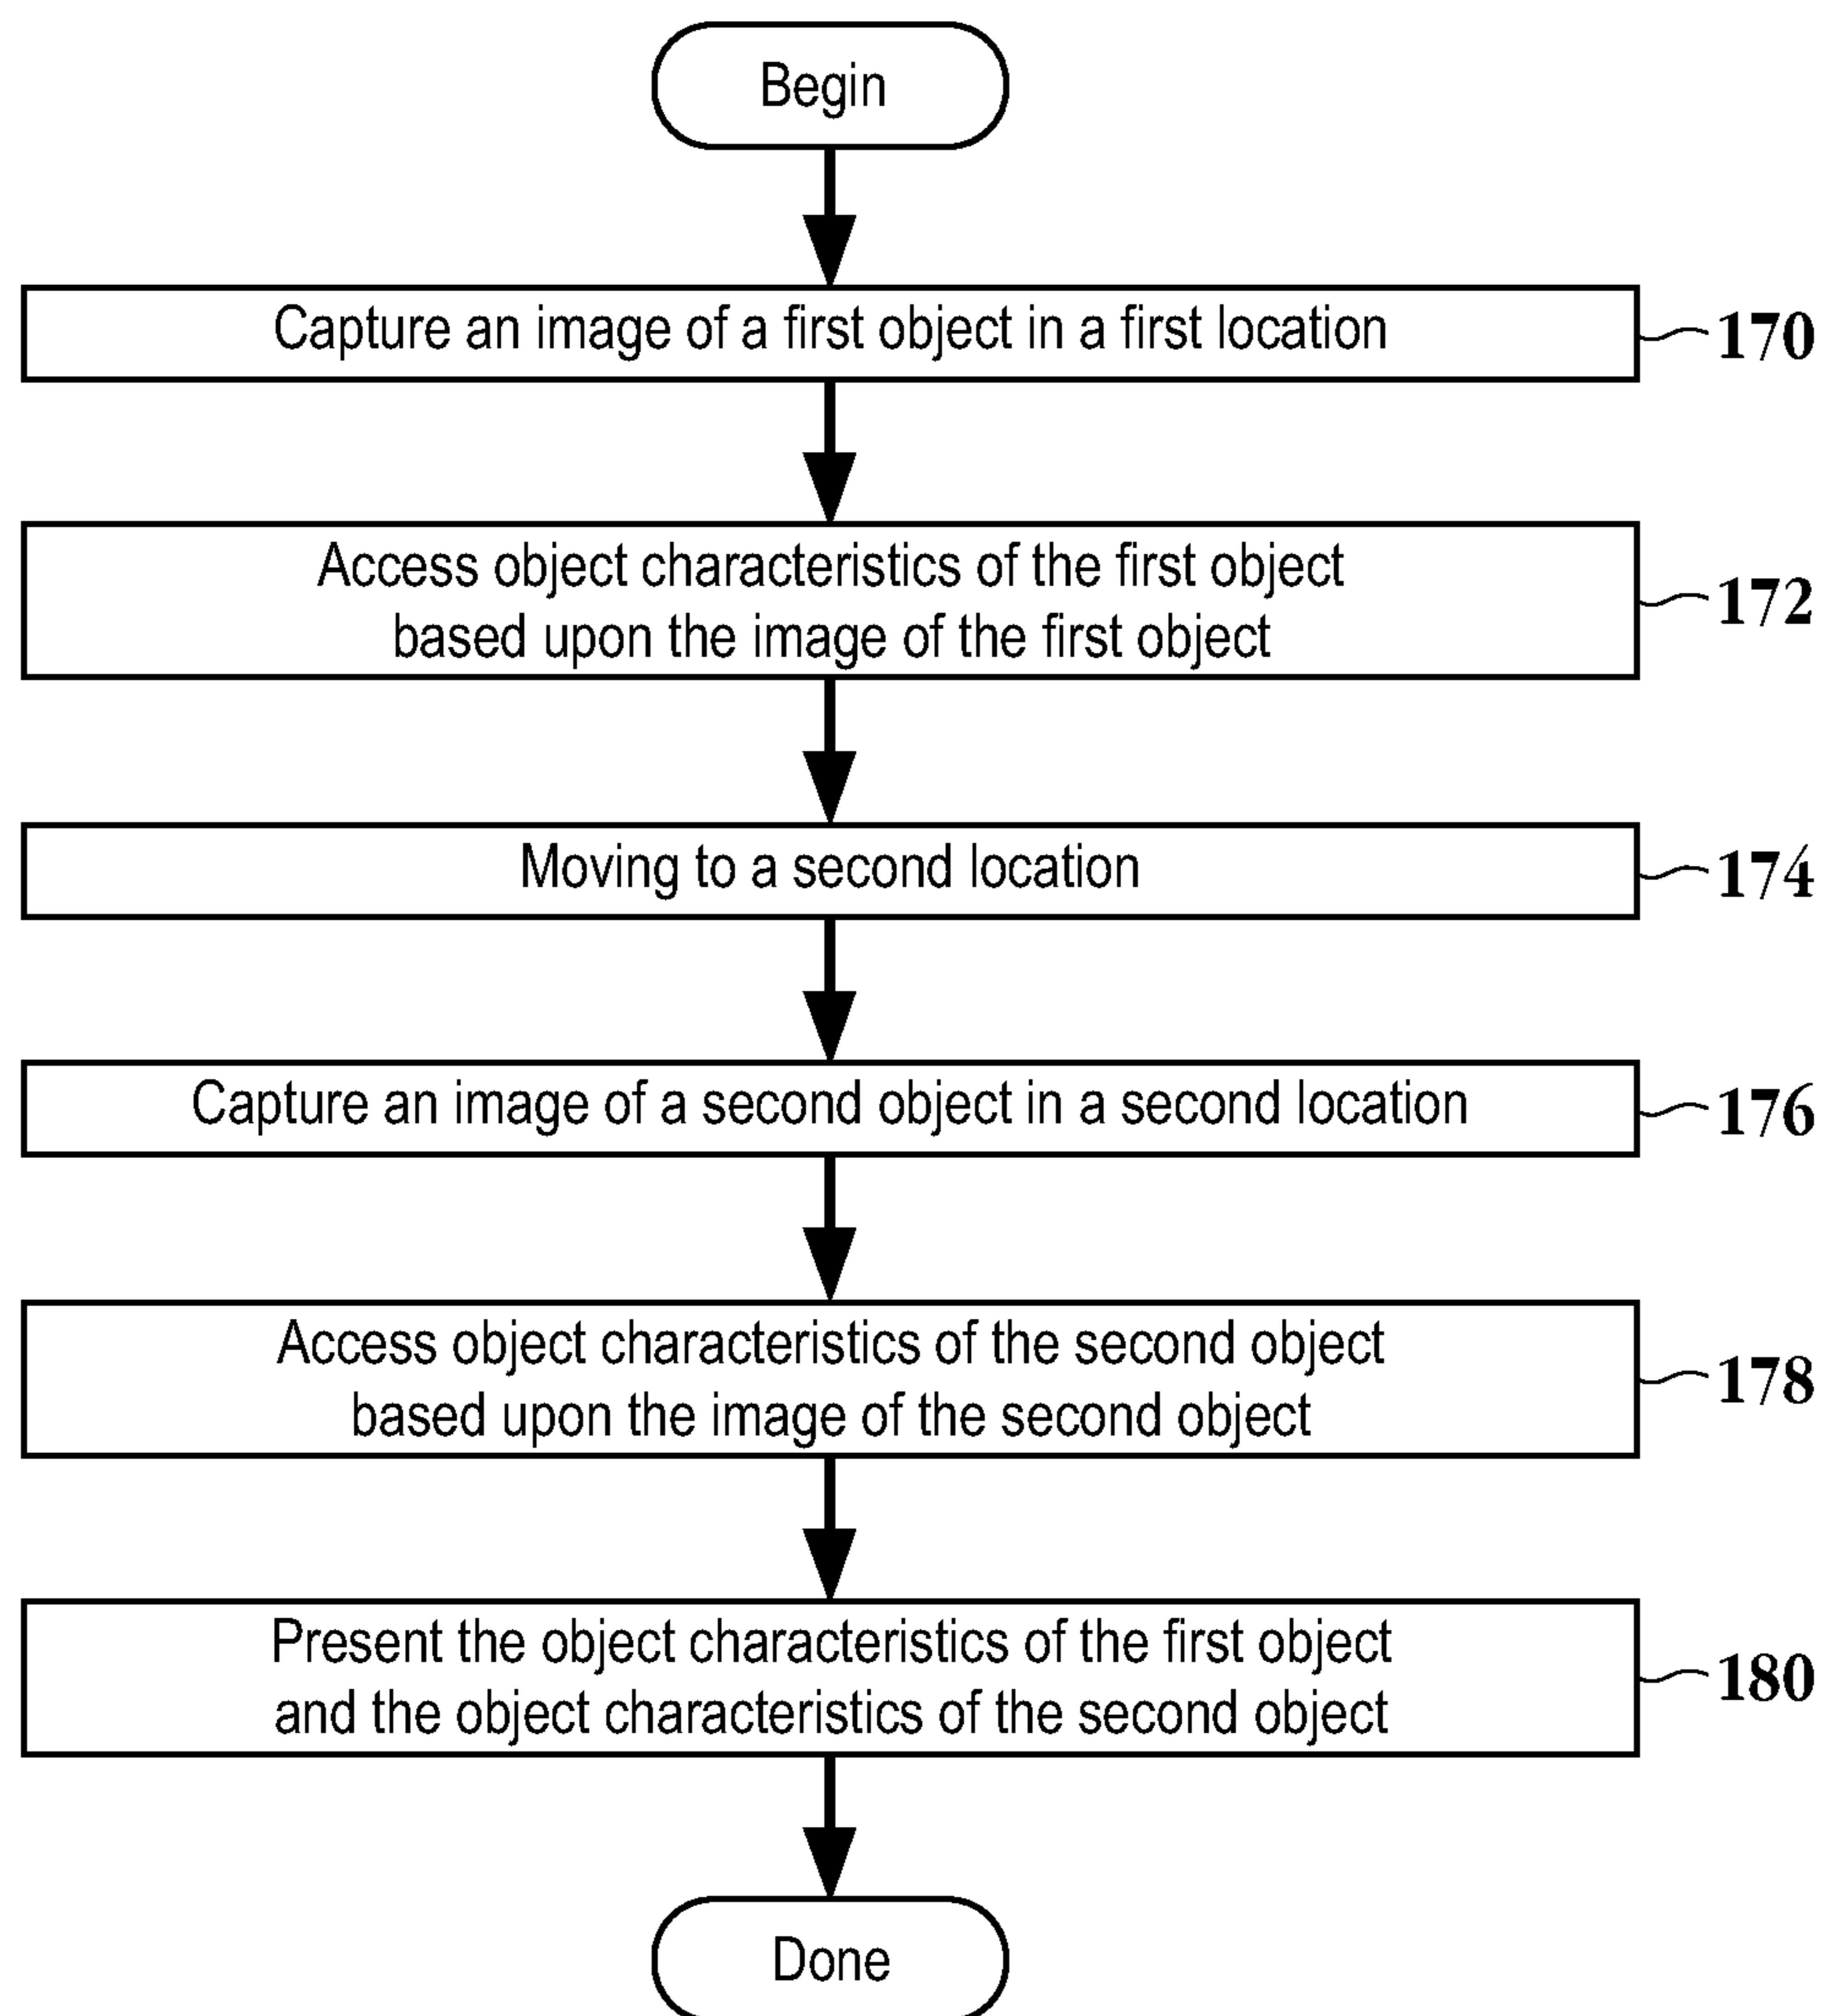 Begin
Capture an image of a first object in a first location
170
Access object characteristics of the first object
based upon the image of the first object
172
Moving to a second location
174
Capture an image of a second object in a second location
176
Access object characteristics of the second object
based upon the image of the second object
178
Present the object characteristics of the first object
and the object characteristics of the second object
180
Done